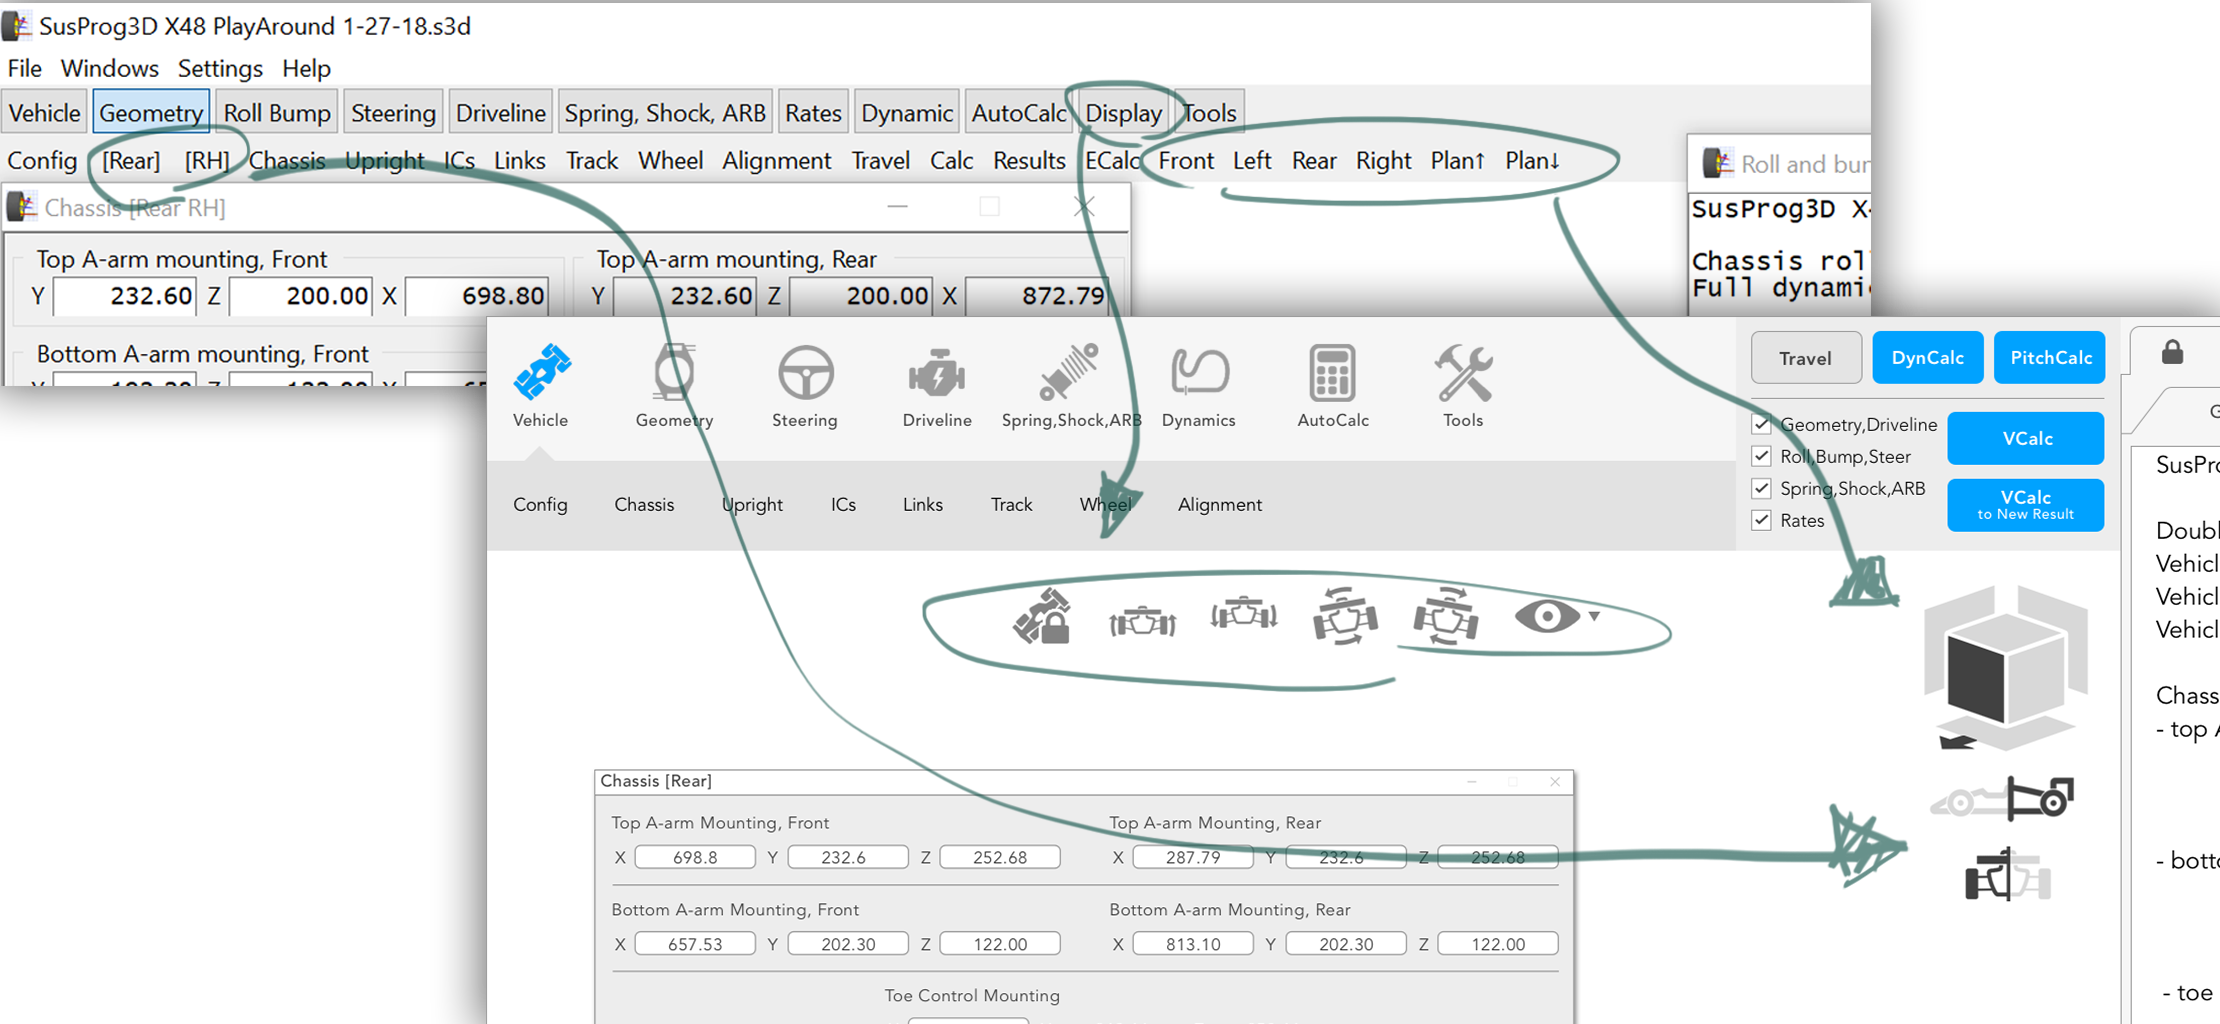 SusProg3D X48 PlayAround 1-27-18.s3d
File Windows Settings Help
Vehicle Geometry Roll Bump Steering Driveline Spring, Shock, ARB Rates Dynamic AutoCalc Display Tools
Config [Rear] [RH] Chassis Upright ICs Links Track Wheel Alignment Travel Calc Results ECalc Front Left Rear Right Plan↑ Plan↓
Chassis [Rear RH]
Top A-arm mounting, Front
Y 232.60 Z 200.00 X 698.80
Top A-arm mounting, Rear
Y 232.60 Z 200.00 X 872.79
Bottom A-arm mounting, Front
Roll and bu
SusProg3D X4
Chassis rol
Full dynami
Vehicle Geometry Steering Driveline Spring,Shock,ARB Dynamics AutoCalc Tools
Config Chassis Upright ICs Links Track Wheel Alignment
Travel DynCalc PitchCalc
Geometry,Driveline
Roll,Bump,Steer
Spring,Shock,ARB
Rates
VCalc
VCalc
to New Result
Chassis [Rear]
Top A-arm Mounting, Front
X 698.8 Y 232.6 Z 252.68
Top A-arm Mounting, Rear
X 287.79 Y 232.6 Z 252.68
Bottom A-arm Mounting, Front
X 657.53 Y 202.30 Z 122.00
Bottom A-arm Mounting, Rear
X 813.10 Y 202.30 Z 122.00
Toe Control Mounting
G
SusPro
Doubl
Vehicl
Vehicl
Vehicl
Chass
- top A
- botto
- toe